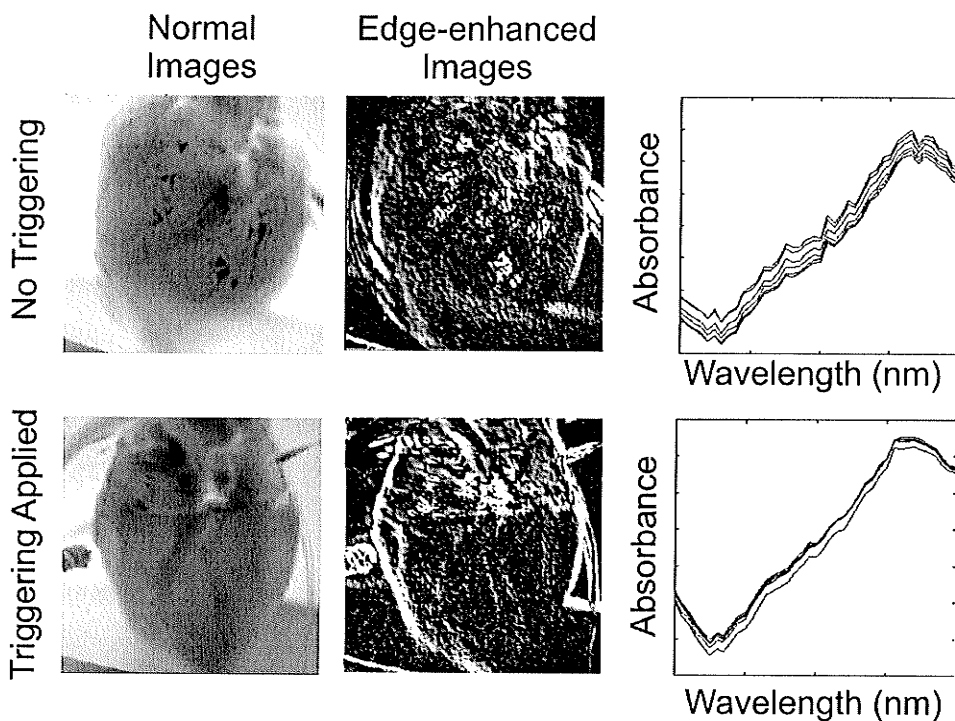 Normal
Images
Edge-enhanced
Images
No Triggering
Absorbance
Wavelength (nm)
Triggering Applied
Absorbance
Wavelength (nm)